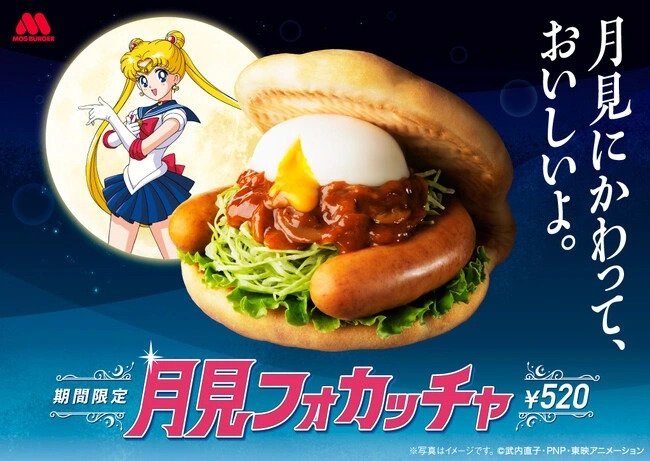 MOS BURGER
月見にかわって、
おいしいよ。
期間限定
月見フォカッチャ
¥520
※写真はイメージです。 ©武内直子・PNP・東映アニメーション